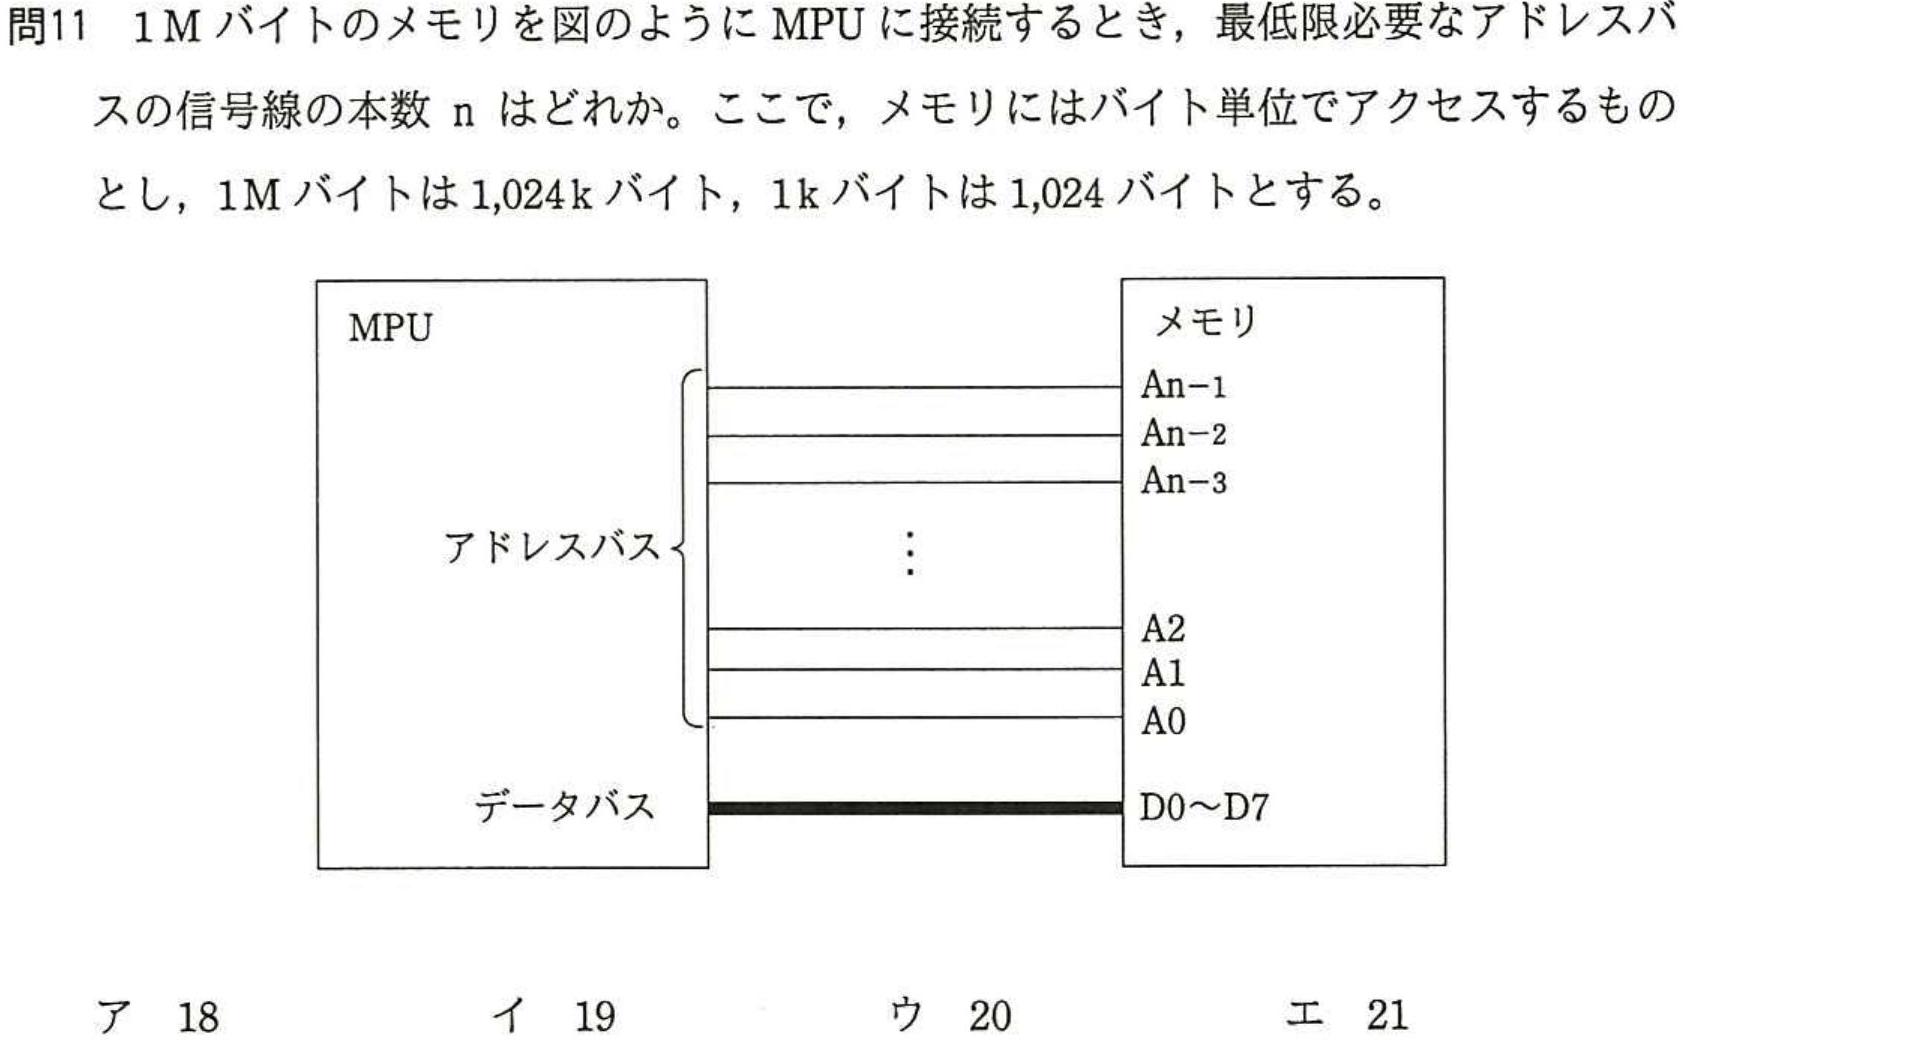 問11　1Mバイトのメモリを図のようにMPUに接続するとき，最低限必要なアドレスバ
スの信号線の本数 n はどれか。ここで，メモリにはバイト単位でアクセスするもの
とし，1Mバイトは1,024kバイト，1kバイトは1,024バイトとする。
MPU
メモリ
An−1
An−2
An−3
アドレスバス
⋮
A2
A1
A0
データバス
D0～D7
ア　18　イ　19　ウ　20　エ　21